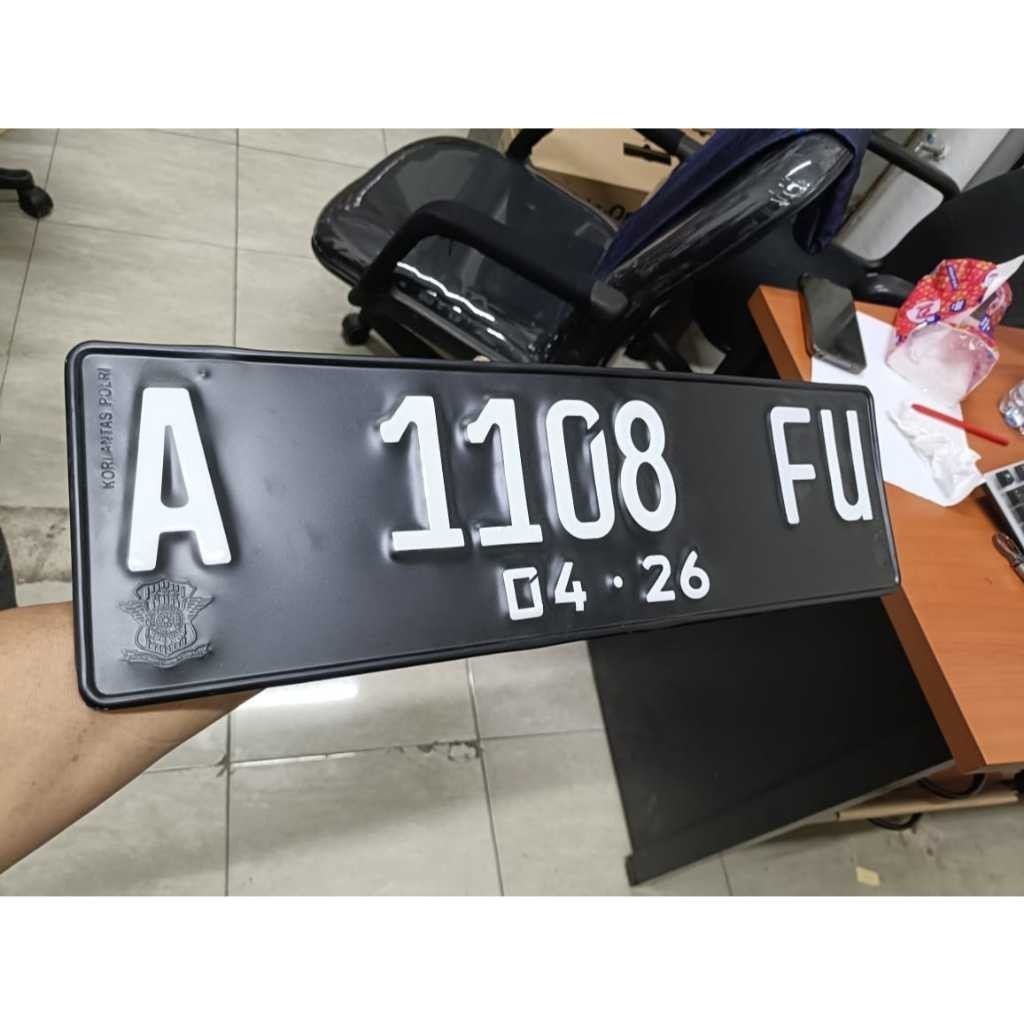 KORLANTAS POLRI
A 1108 FU
04 · 26